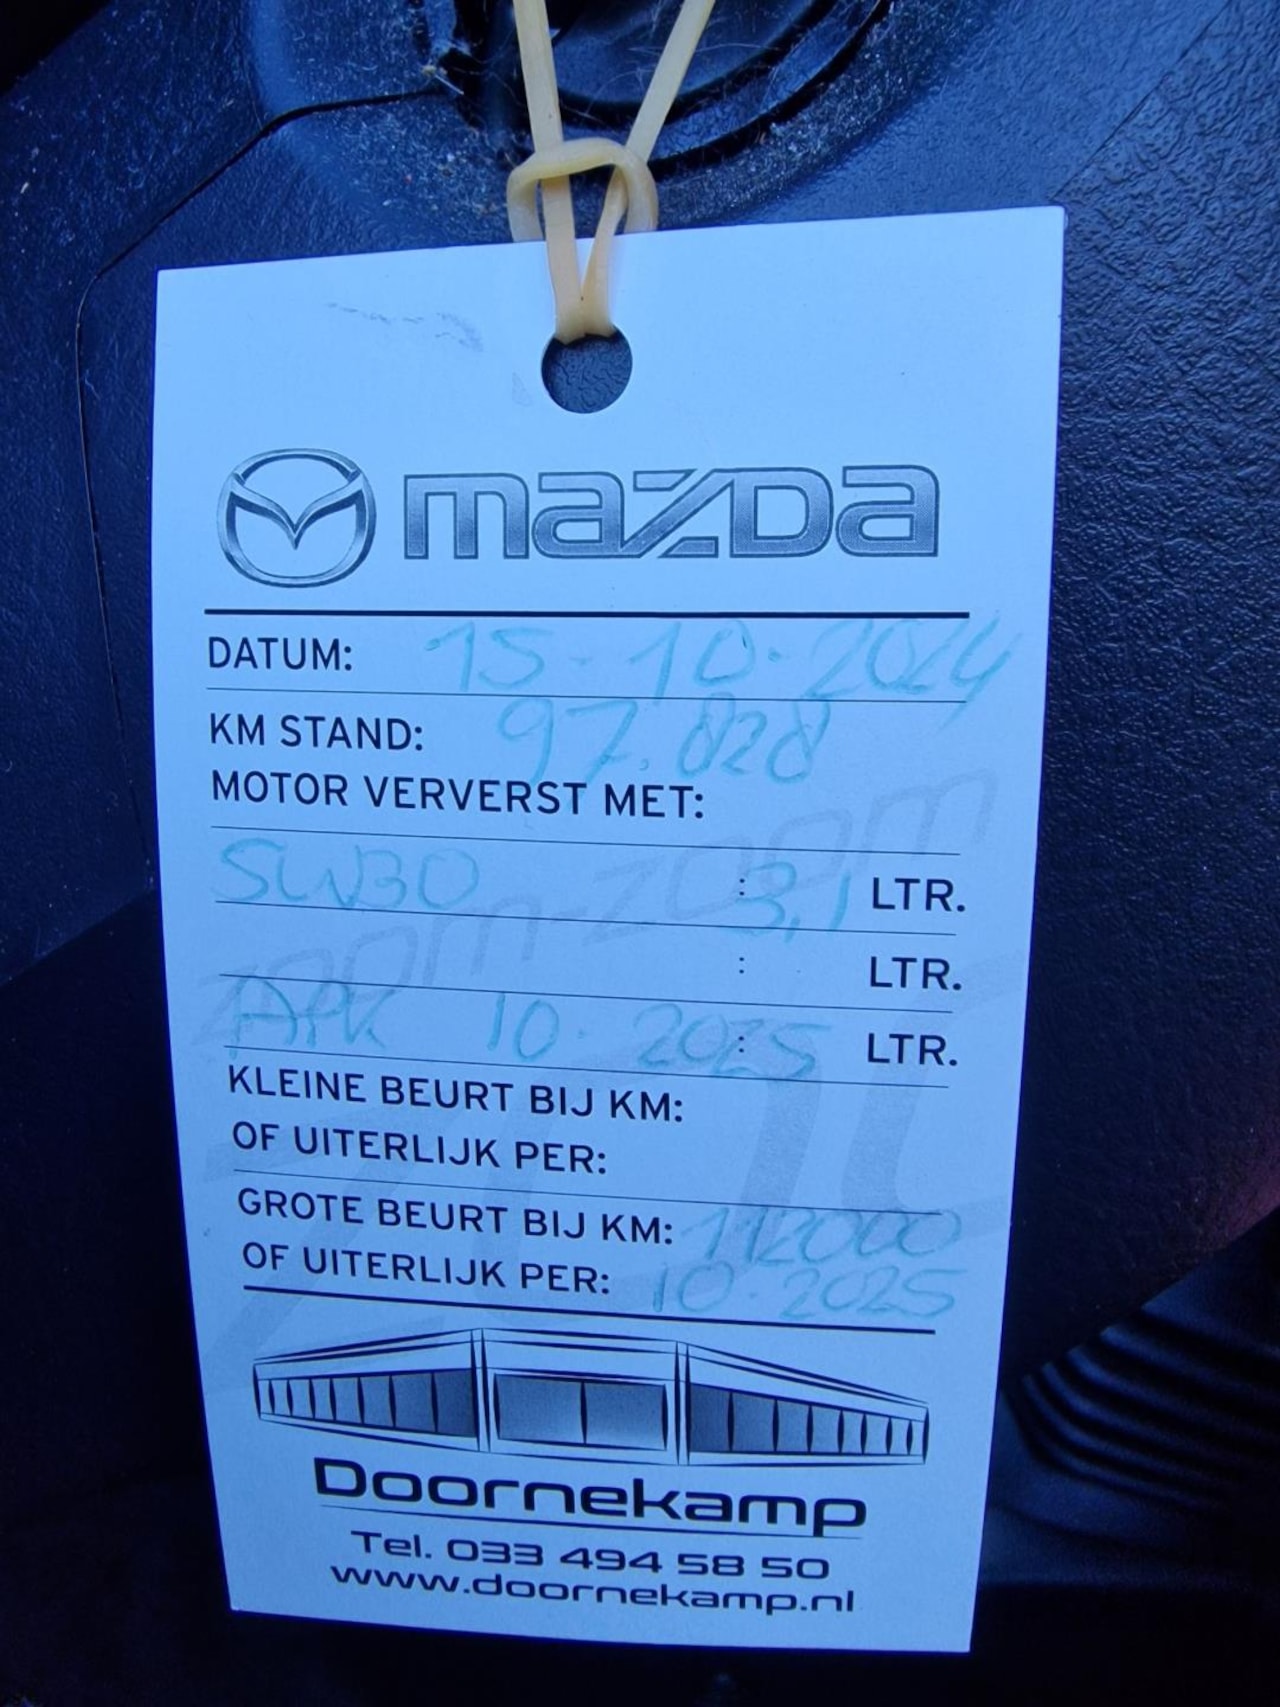 mazda
DATUM: 15-10-2024
KM STAND: 97.828
MOTOR VERVERST MET:
5W30 : 3,1 LTR.
: LTR.
APK 10.2025 : LTR.
KLEINE BEURT BIJ KM:
OF UITERLIJK PER:
GROTE BEURT BIJ KM: 112000
OF UITERLIJK PER: 10.2025
zoom-zoom
Doornekamp
Tel. 033 494 58 50
www.doornekamp.nl